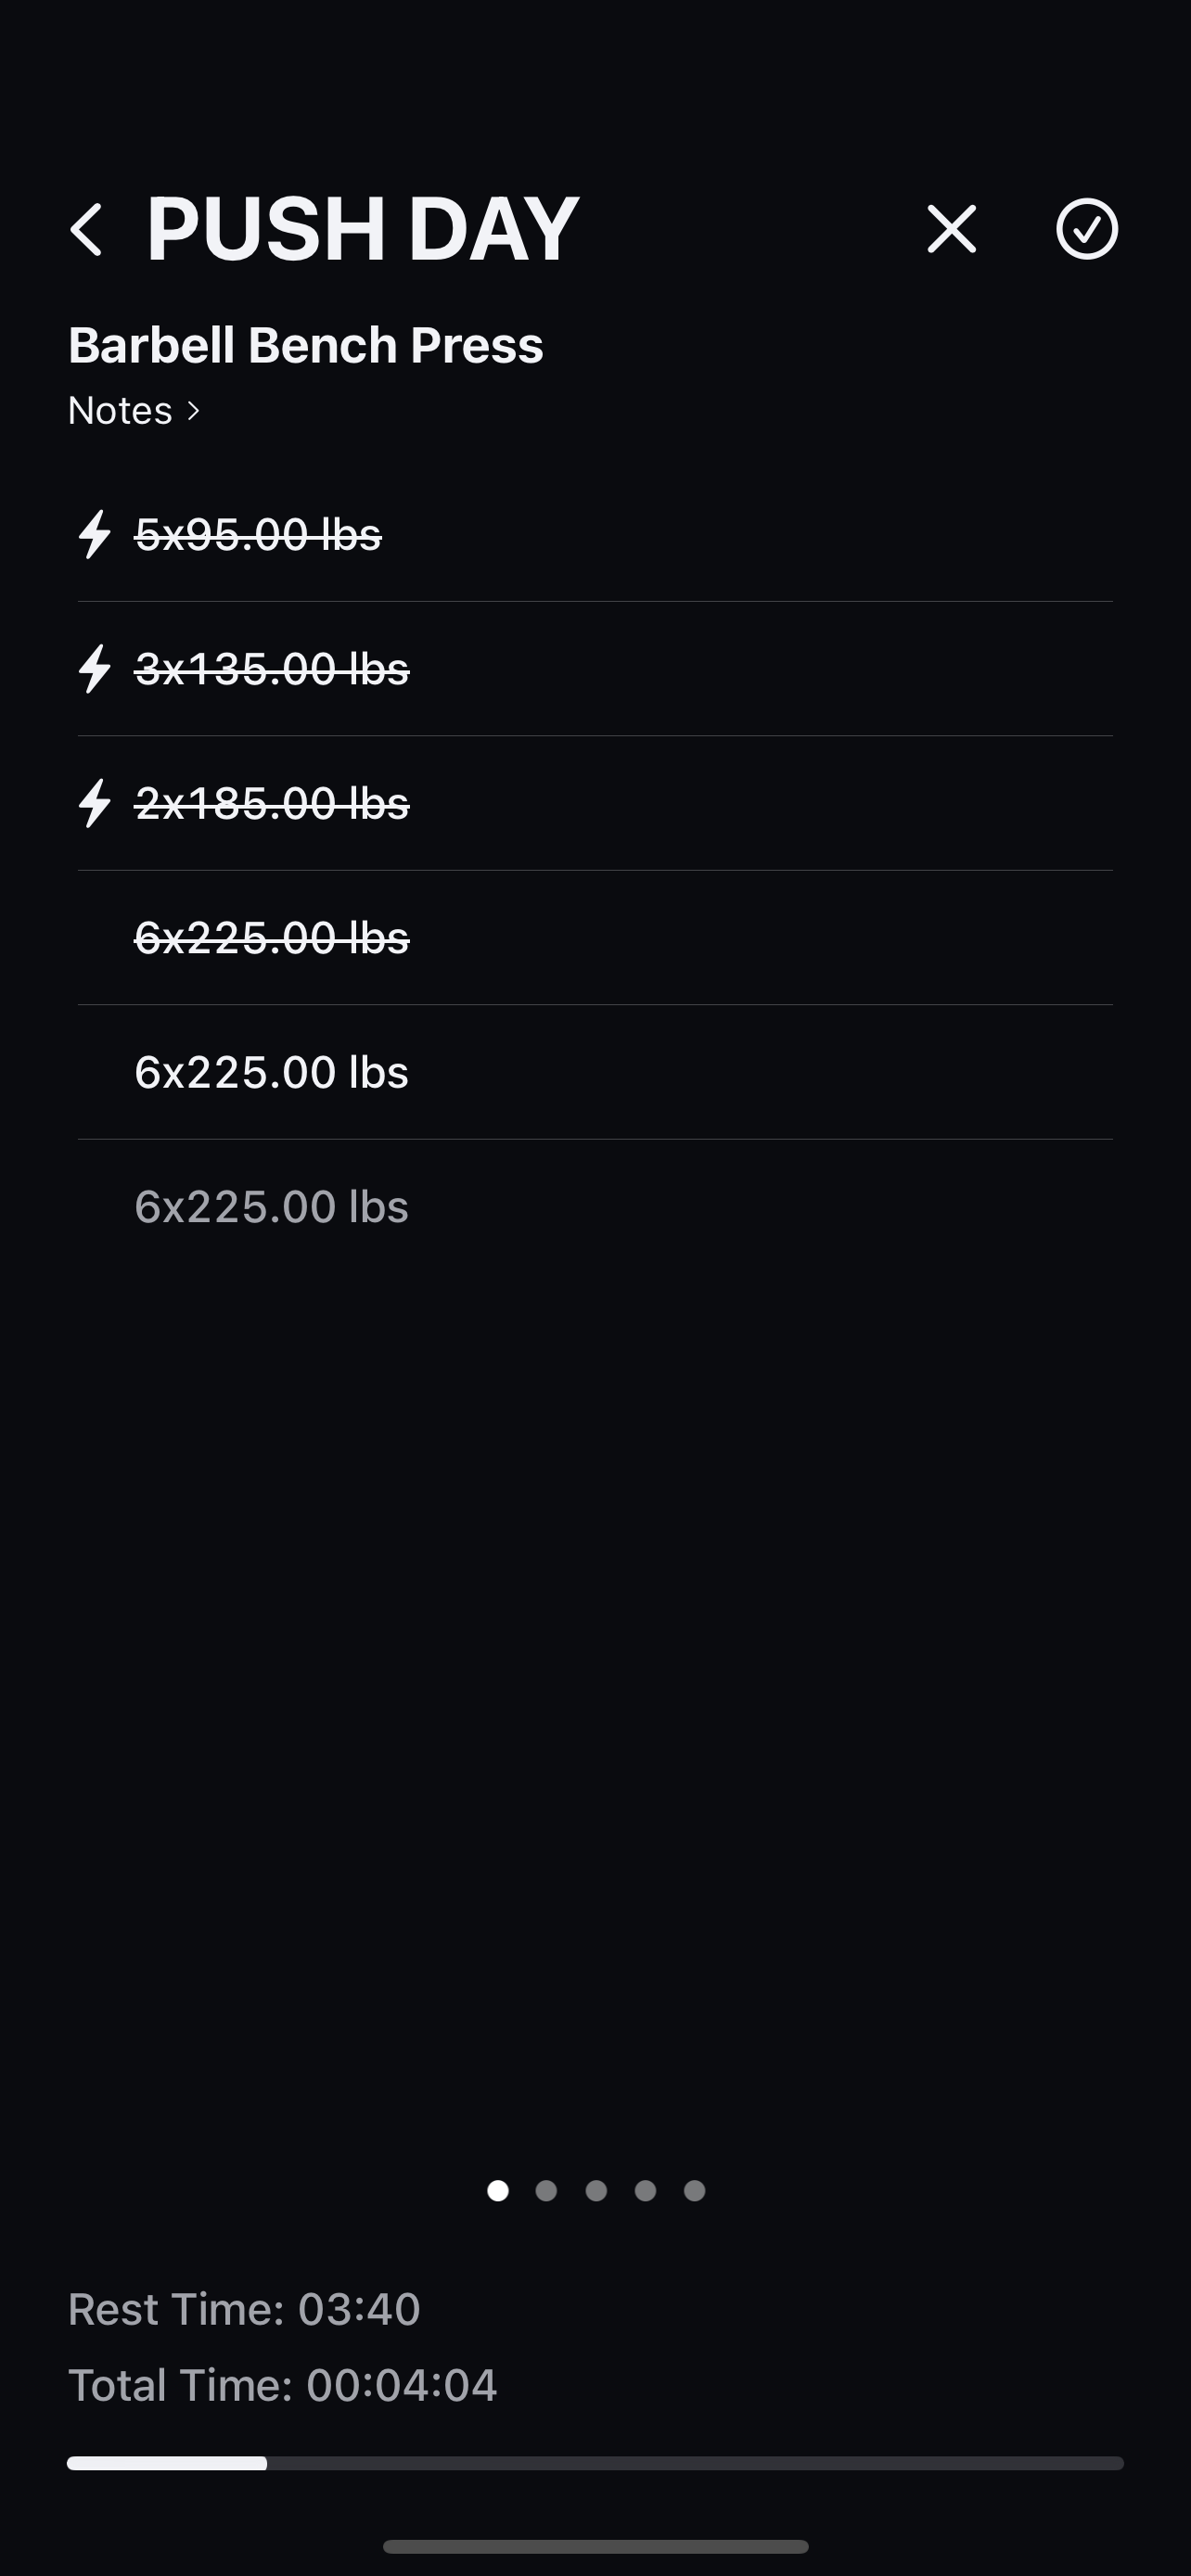 PUSH DAY
Barbell Bench Press
Notes
5x95.00 lbs
3x135.00 lbs
2x185.00 lbs
6x225.00 lbs
6x225.00 lbs
6x225.00 lbs
Rest Time: 03:40
Total Time: 00:04:04